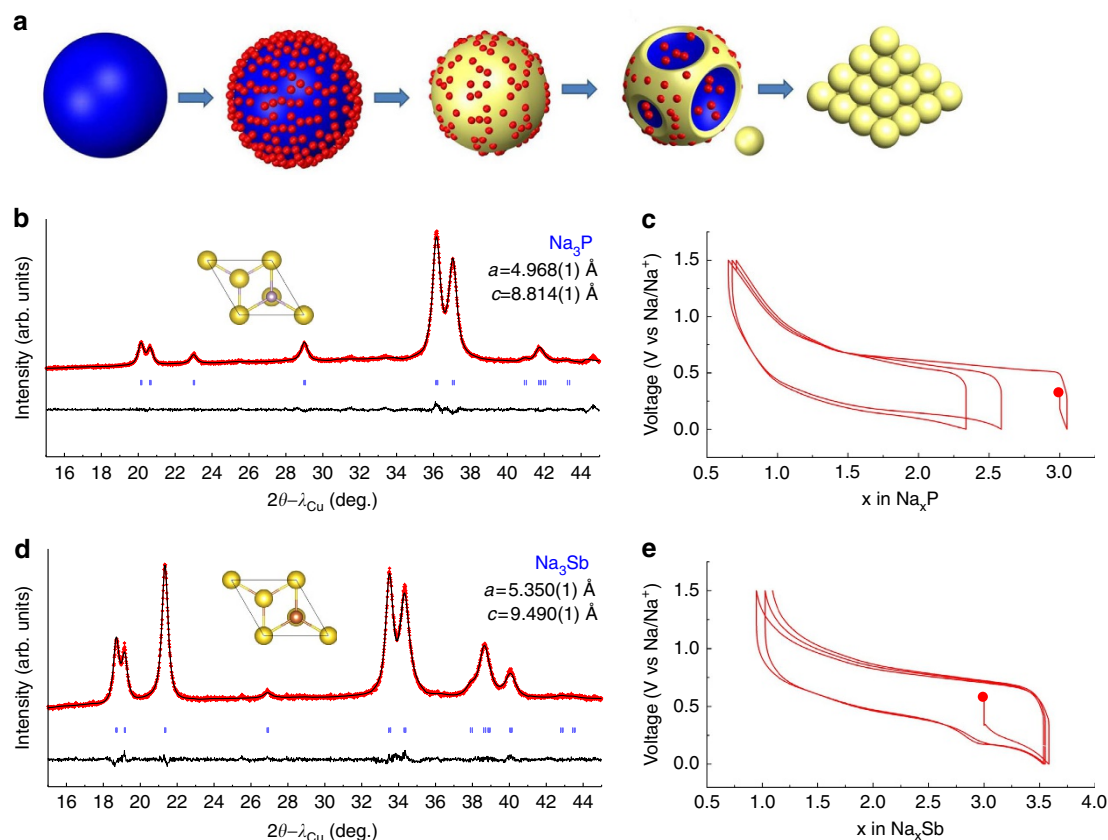 a
b
Na₃P
a=4.968(1) Å
c=8.814(1) Å
Intensity (arb. units)
16 18 20 22 24 26 28 30 32 34 36 38 40 42 44
2θ–λCu (deg.)
c
Voltage (V vs Na/Na⁺)
1.5
1.0
0.5
0.0
0.5 1.0 1.5 2.0 2.5 3.0
x in NaₓP
d
Na₃Sb
a=5.350(1) Å
c=9.490(1) Å
Intensity (arb. units)
16 18 20 22 24 26 28 30 32 34 36 38 40 42 44
2θ–λCu (deg.)
e
Voltage (V vs Na/Na⁺)
1.5
1.0
0.5
0.0
0.5 1.0 1.5 2.0 2.5 3.0 3.5 4.0
x in NaₓSb